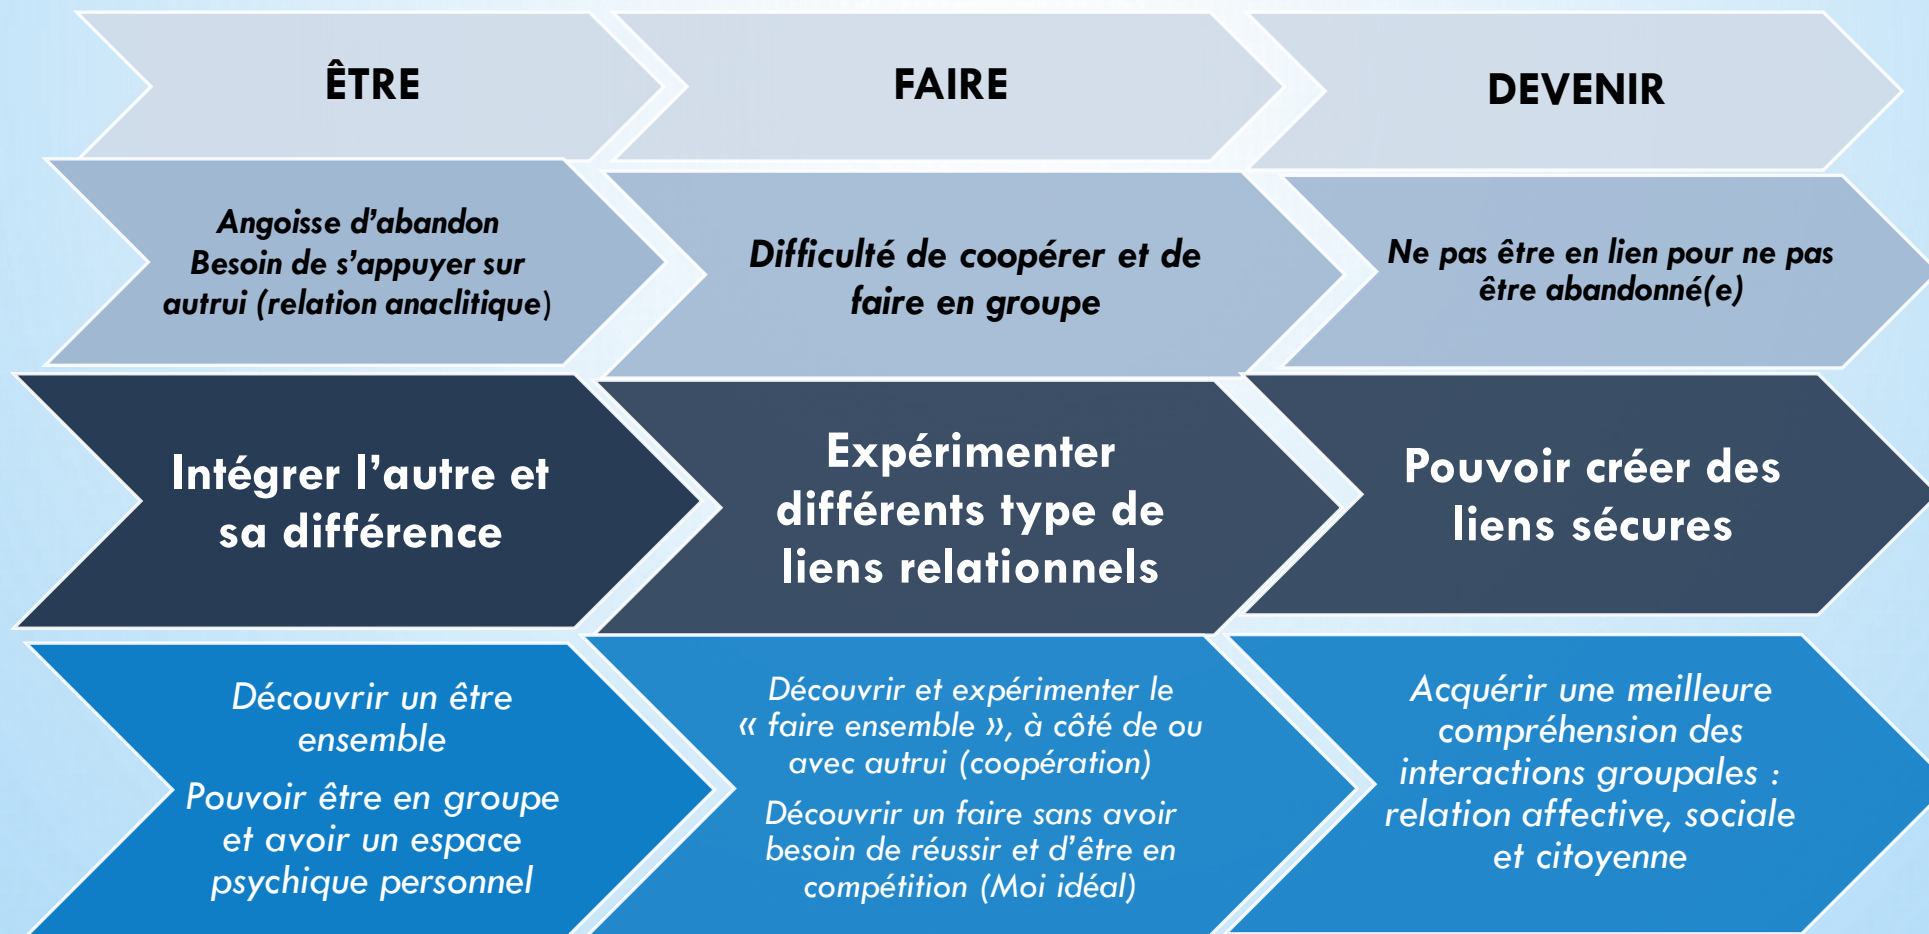 ÊTRE
FAIRE
DEVENIR
Angoisse d’abandon
Besoin de s’appuyer sur
autrui (relation anaclitique)
Difficulté de coopérer et de
faire en groupe
Ne pas être en lien pour ne pas
être abandonné(e)
Intégrer l’autre et
sa différence
Expérimenter
différents type de
liens relationnels
Pouvoir créer des
liens sécures
Découvrir un être
ensemble
Pouvoir être en groupe
et avoir un espace
psychique personnel
Découvrir et expérimenter le
« faire ensemble », à côté de ou
avec autrui (coopération)
Découvrir un faire sans avoir
besoin de réussir et d’être en
compétition (Moi idéal)
Acquérir une meilleure
compréhension des
interactions groupales :
relation affective, sociale
et citoyenne